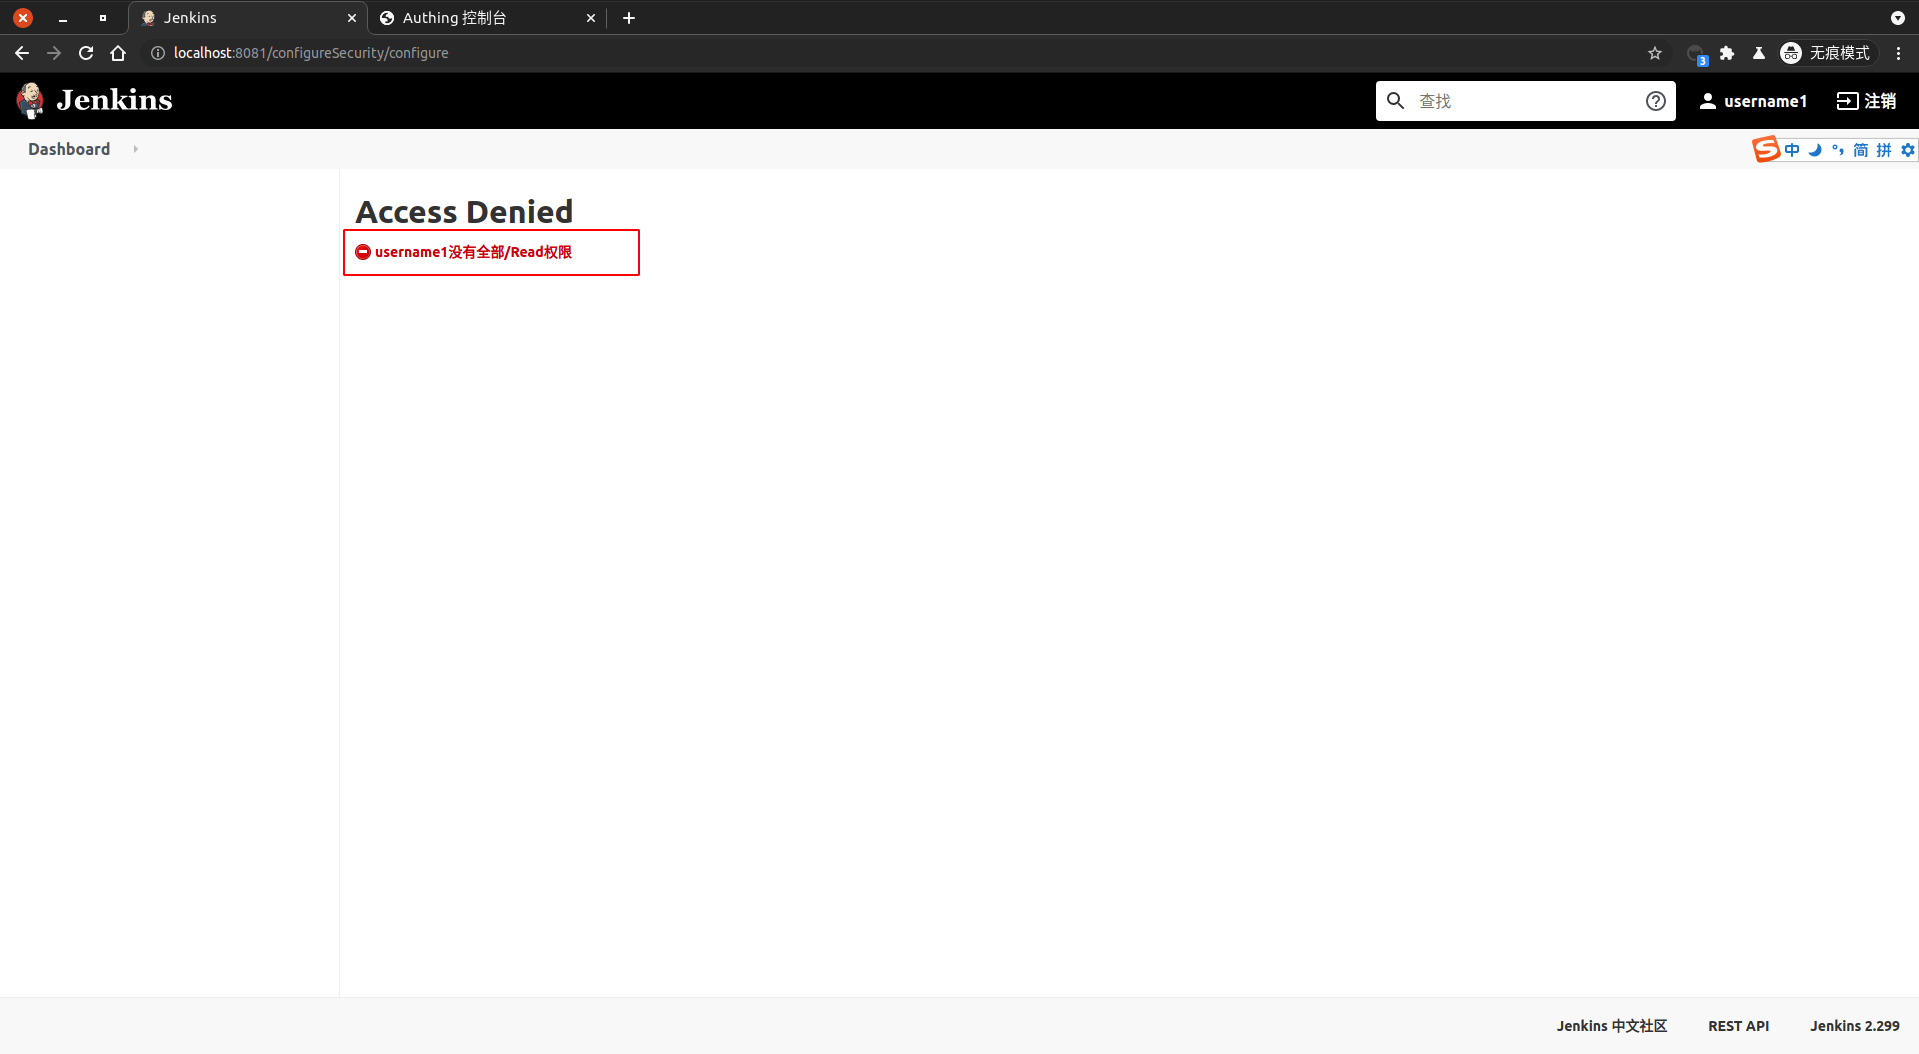 Jenkins
Authing 控制台
localhost:8081/configureSecurity/configure
3
无痕模式
Jenkins
查找
username1
注销
Dashboard
中 简 拼
Access Denied
username1没有全部/Read权限
Jenkins 中文社区
REST API
Jenkins 2.299